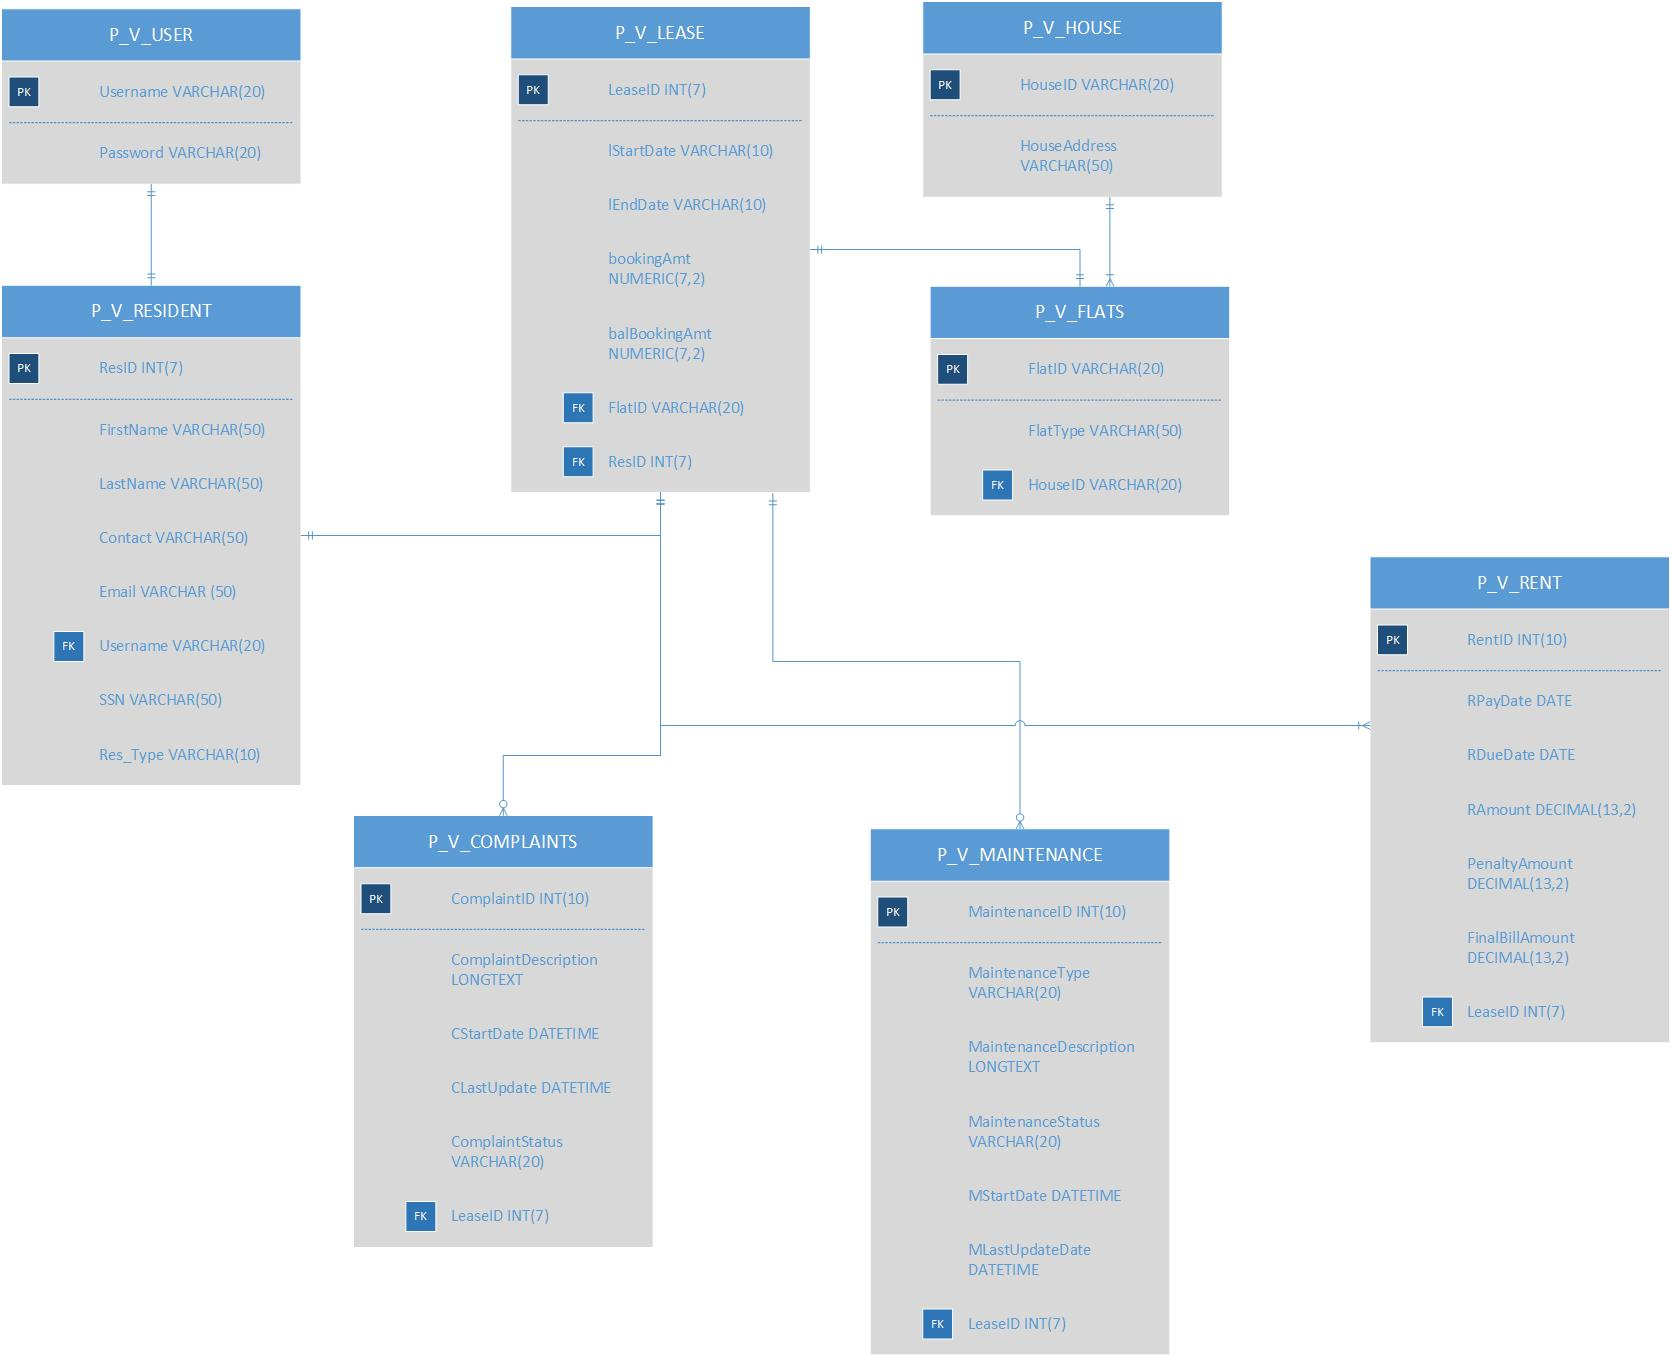 P_V_USER
PK
Username VARCHAR(20)
Password VARCHAR(20)
P_V_LEASE
PK
LeaseID INT(7)
lStartDate VARCHAR(10)
lEndDate VARCHAR(10)
bookingAmt
NUMERIC(7,2)
balBookingAmt
NUMERIC(7,2)
FK
FlatID VARCHAR(20)
FK
ResID INT(7)
P_V_HOUSE
PK
HouseID VARCHAR(20)
HouseAddress
VARCHAR(50)
P_V_RESIDENT
PK
ResID INT(7)
FirstName VARCHAR(50)
LastName VARCHAR(50)
Contact VARCHAR(50)
Email VARCHAR (50)
FK
Username VARCHAR(20)
SSN VARCHAR(50)
Res_Type VARCHAR(10)
P_V_FLATS
PK
FlatID VARCHAR(20)
FlatType VARCHAR(50)
FK
HouseID VARCHAR(20)
P_V_RENT
PK
RentID INT(10)
RPayDate DATE
RDueDate DATE
RAmount DECIMAL(13,2)
PenaltyAmount
DECIMAL(13,2)
FinalBillAmount
DECIMAL(13,2)
FK
LeaseID INT(7)
P_V_COMPLAINTS
PK
ComplaintID INT(10)
ComplaintDescription
LONGTEXT
CStartDate DATETIME
CLastUpdate DATETIME
ComplaintStatus
VARCHAR(20)
FK
LeaseID INT(7)
P_V_MAINTENANCE
PK
MaintenanceID INT(10)
MaintenanceType
VARCHAR(20)
MaintenanceDescription
LONGTEXT
MaintenanceStatus
VARCHAR(20)
MStartDate DATETIME
MLastUpdateDate
DATETIME
FK
LeaseID INT(7)